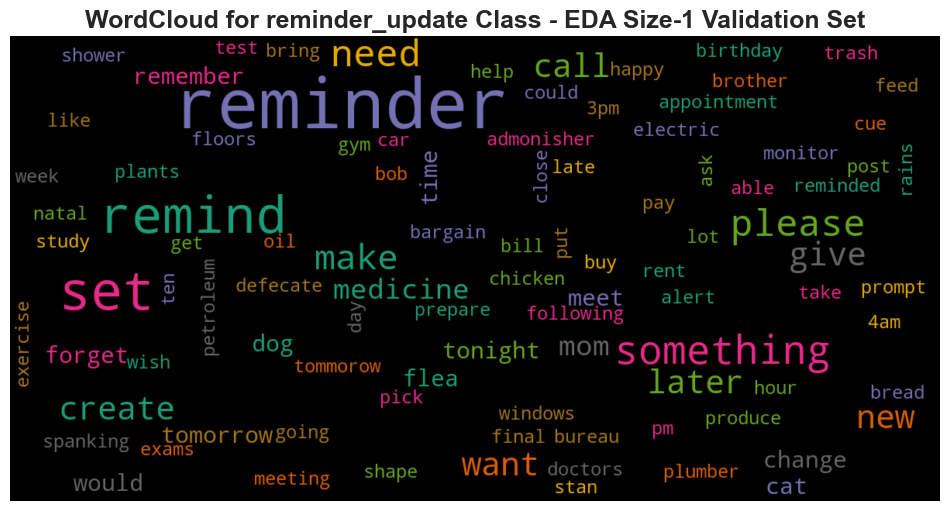 WordCloud for reminder_update Class - EDA Size-1 Validation Set
shower test bring need call happy birthday trash
remember reminder help could 3pm appointment brother feed
like floors gym car admonisher electric cue
week plants bob time close late ask able monitor post reminded rains
natal remind bargain pay please
study get oil make bill put buy lot give
ten petroleum defecate medicine chicken meet rent alert take prompt
set day prepare following 4am
exercise forget wish dog tommorow tonight mom something
flea later hour bread
create pick windows produce new
spanking tomorrow going final bureau pm
exams want doctors plumber change
would meeting shape stan cat